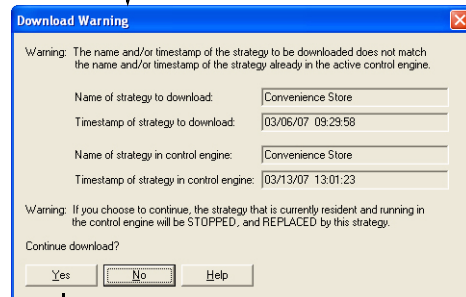 Download Warning
Warning: The name and/or timestamp of the strategy to be downloaded does not match
the name and/or timestamp of the strategy already in the active control engine.
Name of strategy to download: Convenience Store
Timestamp of strategy to download: 03/06/07 09:29:58
Name of strategy in control engine: Convenience Store
Timestamp of strategy in control engine: 03/13/07 13:01:23
Warning: If you choose to continue, the strategy that is currently resident and running in
the control engine will be STOPPED, and REPLACED by this strategy.
Continue download?
Yes No Help